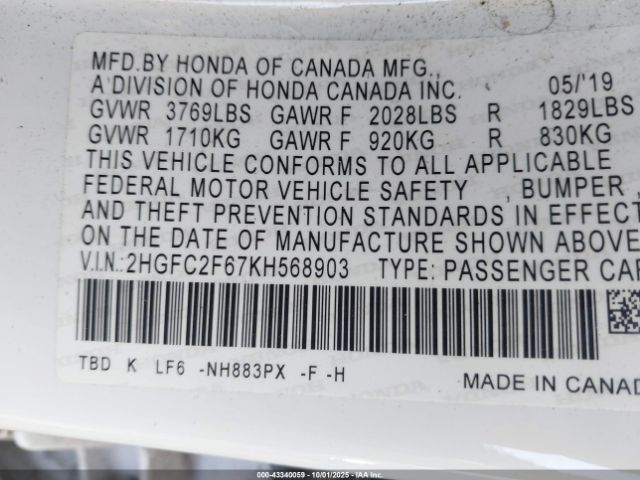 MFD.BY HONDA OF CANADA MFG.,
A DIVISION OF HONDA CANADA INC. 05/'19
GVWR 3769LBS GAWR F 2028LBS R 1829LBS
GVWR 1710KG GAWR F 920KG R 830KG
THIS VEHICLE CONFORMS TO ALL APPLICABLE
FEDERAL MOTOR VEHICLE SAFETY , BUMPER ,
AND THEFT PREVENTION STANDARDS IN EFFECT
ON THE DATE OF MANUFACTURE SHOWN ABOVE
V.I.N.:2HGFC2F67KH568903 TYPE: PASSENGER CAR
TBD K LF6 -NH883PX -F -H
MADE IN CANAD
000-43340059 - 10/01/2025 - IAA Inc.